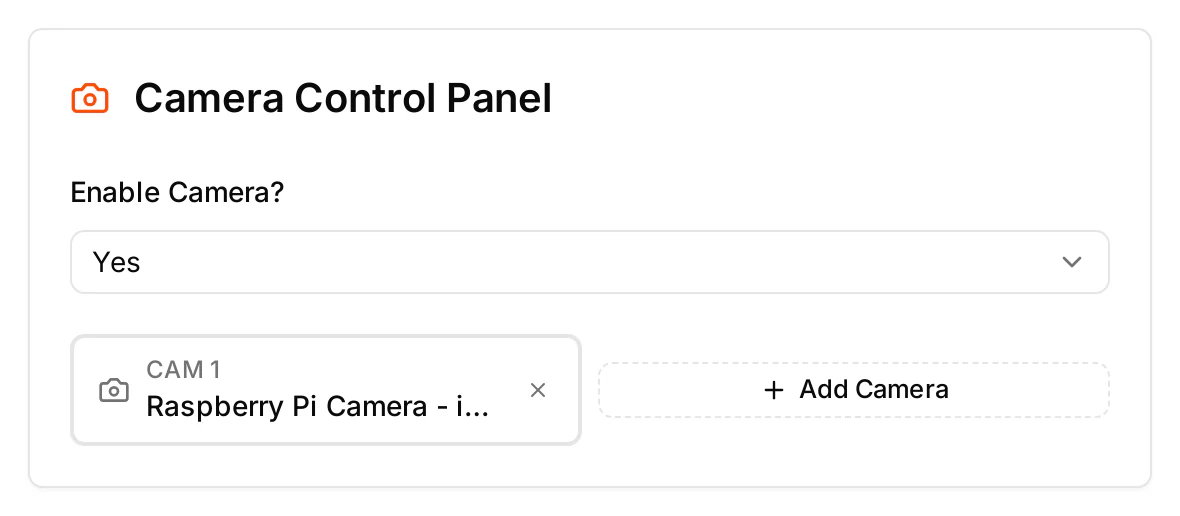 Camera Control Panel
Enable Camera?
Yes
CAM 1
Raspberry Pi Camera - i...
+ Add Camera